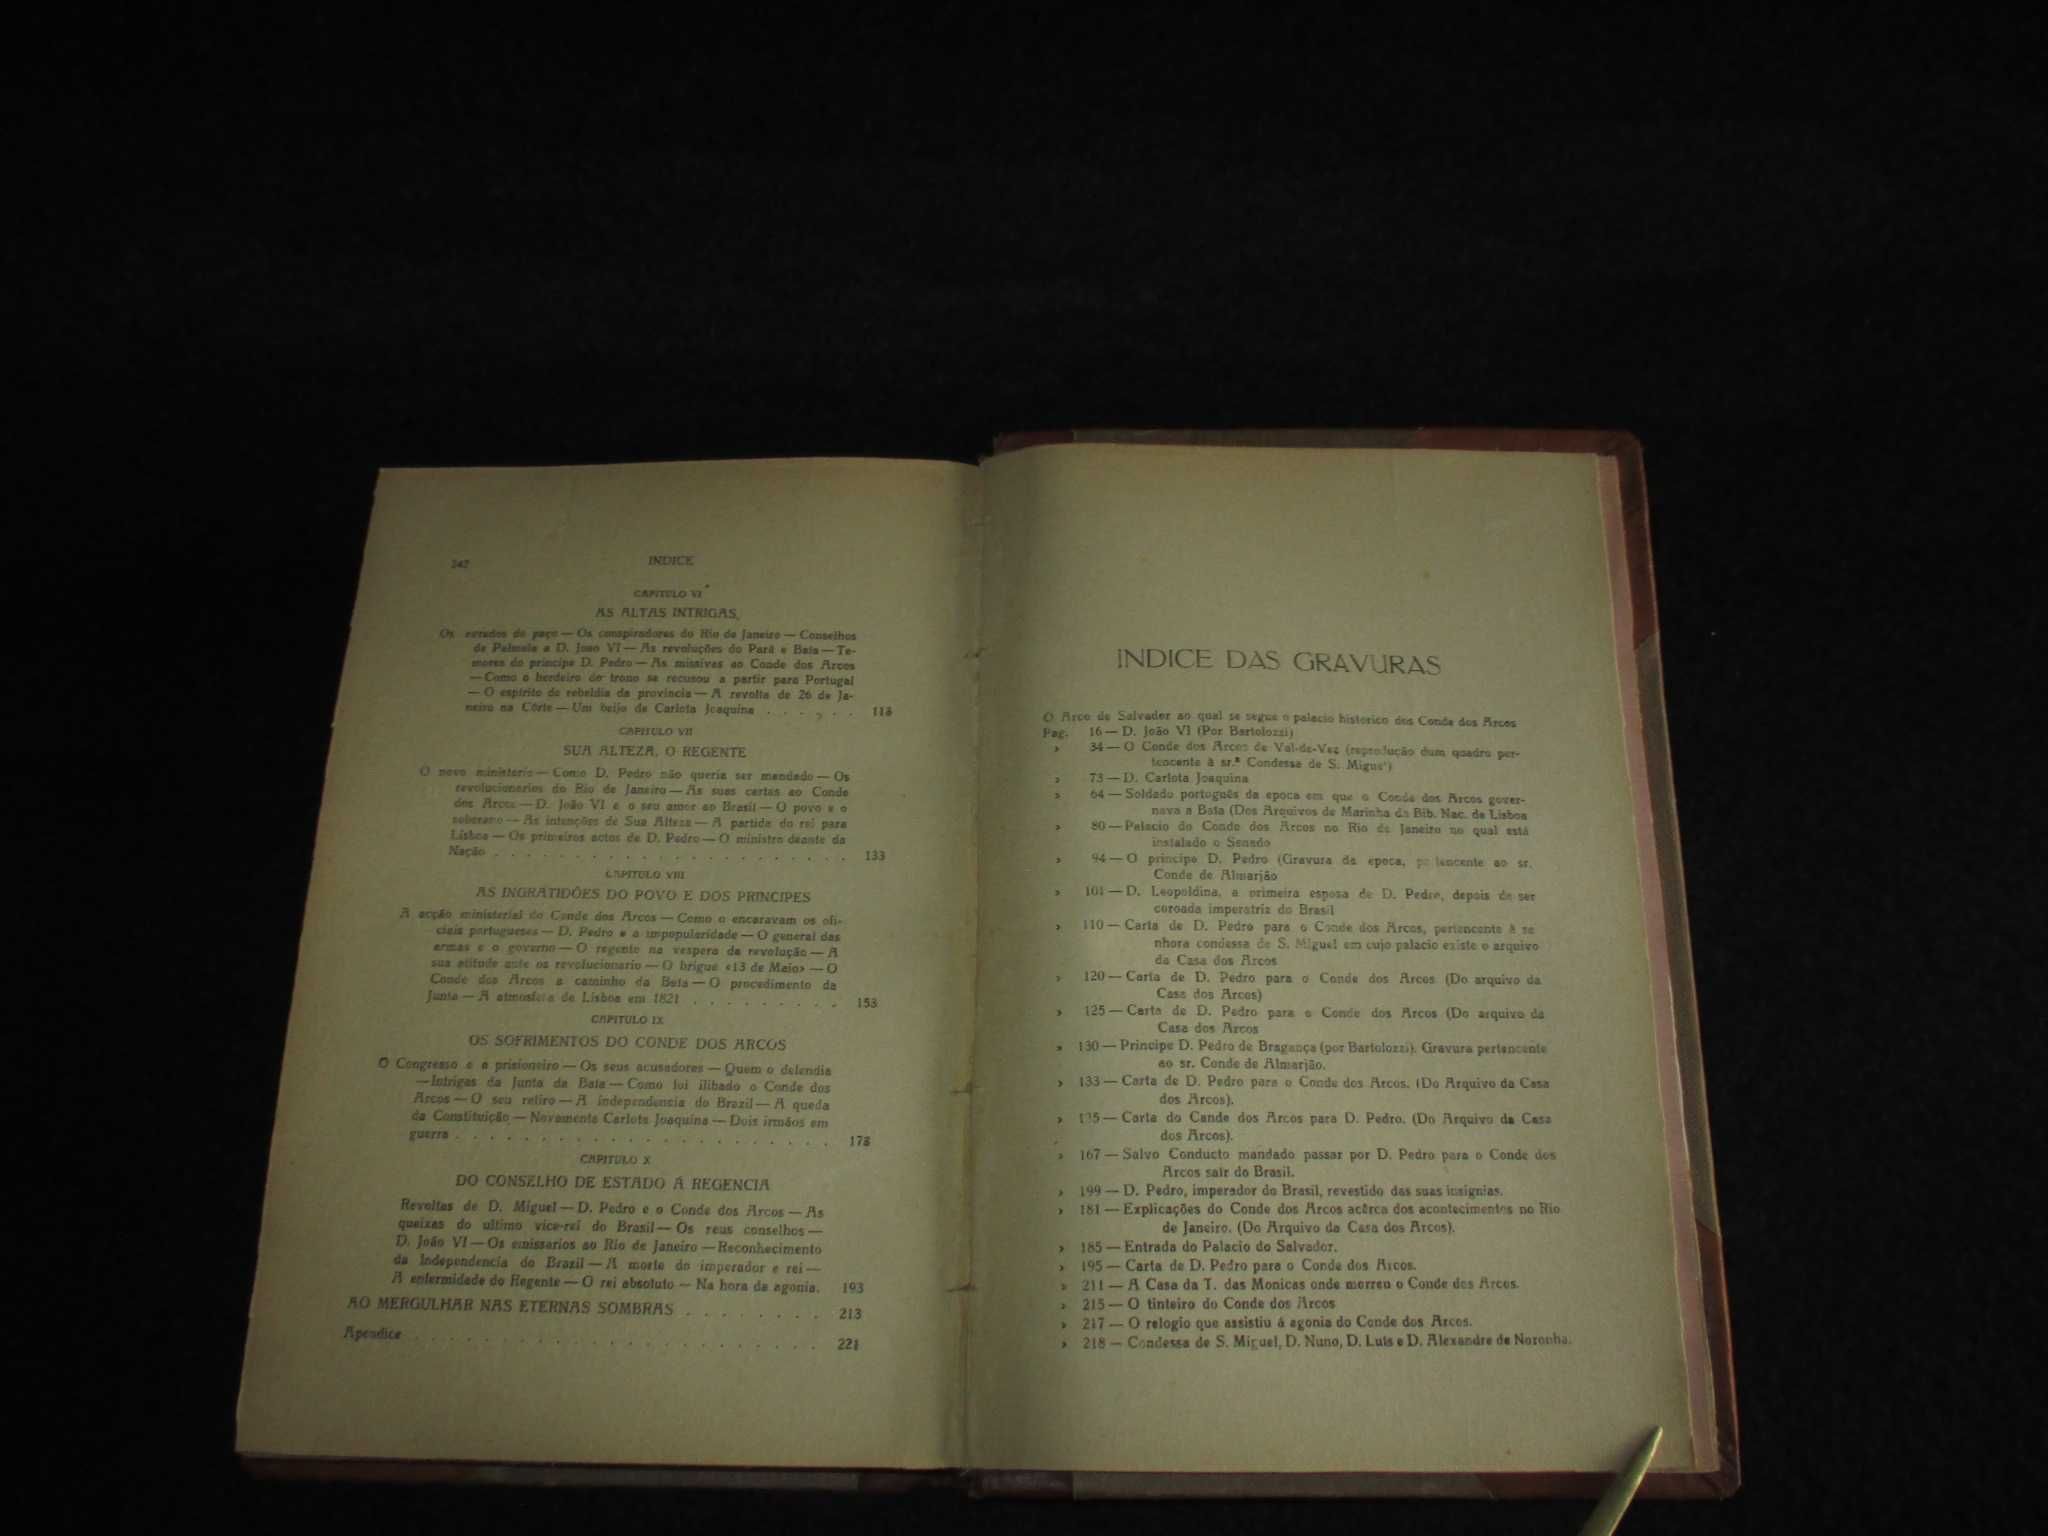 242
INDICE
CAPITULO VI
AS ALTAS INTRIGAS
Os estados do paço — Os conspiradores do Rio de Janeiro — Conselhos
de Palmela a D. Joao VI — As revoluções do Pará e Baía — Te-
mores do principe D. Pedro — As missivas ao Conde dos Arcos
— Como o herdeiro do trono se recusou a partir para Portugal
— O espirito de rebeldia da provincia — A revolta de 26 de Ja-
neiro na Côrte — Um beijo de Carlota Joaquina . . . . . . 118
CAPITULO VII
SUA ALTEZA, O REGENTE
O novo ministerio — Como D. Pedro não queria ser mandado — Os
revolucionarios do Rio de Janeiro — As suas cartas ao Conde
dos Arcos — D. João VI e o seu amor ao Brasil — O povo e o
soberano — As intenções de Sua Alteza — A partida do rei para
Lisboa — Os primeiros actos de D. Pedro — O ministro deante da
Nação . . . . . . . . . . . . . . . . . . . . . . 133
CAPITULO VIII
AS INGRATIDÕES DO POVO E DOS PRINCIPES
A acção ministerial do Conde dos Arcos — Como o encaravam os ofi-
ciais portugueses — D. Pedro e a impopularidade — O general das
armas e o governo — O regente na vespera da revolução — A
sua atitude ante os revolucionario — O brigue «13 de Maio» — O
Conde dos Arcos a caminho da Baía — O procedimento da
Junta — A atmosfera de Lisboa em 1821 . . . . . . . . . 153
CAPITULO IX
OS SOFRIMENTOS DO CONDE DOS ARCOS
O Congresso e o prisioneiro — Os seus acusadores — Quem o defendia
— Intrigas da Junta da Baía — Como foi ilibado o Conde dos
Arcos — O seu retiro — A independencia do Brazil — A queda
da Constituição — Novamente Carlota Joaquina — Dois irmãos em
guerra . . . . . . . . . . . . . . . . . . . . . . . 173
CAPITULO X
DO CONSELHO DE ESTADO Á REGENCIA
Revoltas de D. Miguel — D. Pedro e o Conde dos Arcos — As
queixas do ultimo vice-rei do Brasil — Os reus conselhos —
D. João VI — Os emissarios ao Rio de Janeiro — Reconhecimento
da Independencia do Brazil — A morte do imperador e rei —
A enfermidade do Regente — O rei absoluto — Na hora da agonia. 193
AO MERGULHAR NAS ETERNAS SOMBRAS . . . . . . . . 213
Apendice . . . . . . . . . . . . . . . . . . . . . 221
INDICE DAS GRAVURAS
O Arco de Salvador ao qual se segue o palacio historico dos Conde dos Arcos
Pag. 16 — D. João VI (Por Bartolozzi)
» 34 — O Conde dos Arcos de Val-de-Vez (reprodução dum quadro per-
tencente à sr.ª Condessa de S. Miguel)
» 73 — D. Carlota Joaquina
» 64 — Soldado português da epoca em que o Conde dos Arcos gover-
nava a Baía (Dos Arquivos de Marinha da Bib. Nac. de Lisboa
» 80 — Palacio do Conde dos Arcos no Rio de Janeiro no qual está
instalado o Senado
» 94 — O principe D. Pedro (Gravura da epoca, pertencente ao sr.
Conde de Almarjão
» 101 — D. Leopoldina, a primeira esposa de D. Pedro, depois de ser
coroada imperatriz do Brasil
» 110 — Carta de D. Pedro para o Conde dos Arcos, pertencente à se
nhora condessa de S. Miguel em cujo palacio existe o arquivo
da Casa dos Arcos
» 120 — Carta de D. Pedro para o Conde dos Arcos (Do arquivo da
Casa dos Arcos)
» 125 — Carta de D. Pedro para o Conde dos Arcos (Do arquivo da
Casa dos Arcos
» 130 — Principe D. Pedro de Bragança (por Bartolozzi). Gravura pertencente
ao sr. Conde de Almarjão.
» 133 — Carta de D. Pedro para o Conde dos Arcos. (Do Arquivo da Casa
dos Arcos).
» 135 — Carta do Conde dos Arcos para D. Pedro. (Do Arquivo da Casa
dos Arcos).
» 167 — Salvo Conducto mandado passar por D. Pedro para o Conde dos
Arcos sair do Brasil.
» 199 — D. Pedro, imperador do Brasil, revestido das suas insignias.
» 181 — Explicações do Conde dos Arcos acêrca dos acontecimentos no Rio
de Janeiro. (Do Arquivo da Casa dos Arcos).
» 185 — Entrada do Palacio do Salvador.
» 195 — Carta de D. Pedro para o Conde dos Arcos.
» 211 — A Casa da T. das Monicas onde morreu o Conde dos Arcos.
» 215 — O tinteiro do Conde dos Arcos
» 217 — O relogio que assistiu á agonia do Conde dos Arcos.
» 218 — Condessa de S. Miguel, D. Nuno, D. Luís e D. Alexandre de Noronha.